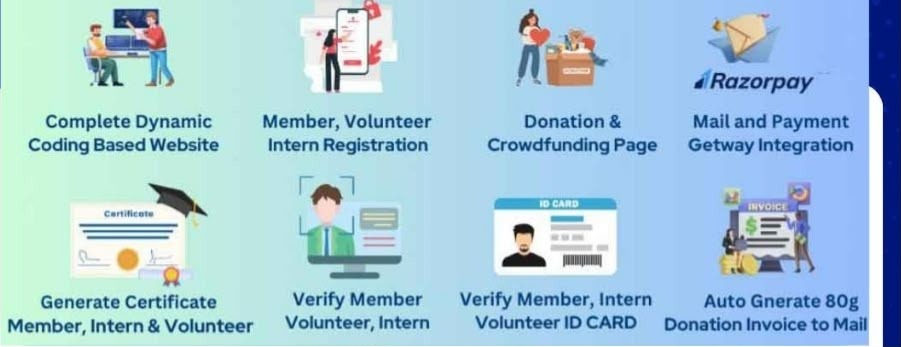 Razorpay
Complete Dynamic
Coding Based Website
Member, Volunteer
Intern Registration
Donation &
Crowdfunding Page
Mail and Payment
Getway Integration
Certificate
ID CARD
INVOICE
Generate Certificate
Member, Intern & Volunteer
Verify Member
Volunteer, Intern
Verify Member, Intern
Volunteer ID CARD
Auto Gnerate 80g
Donation Invoice to Mail